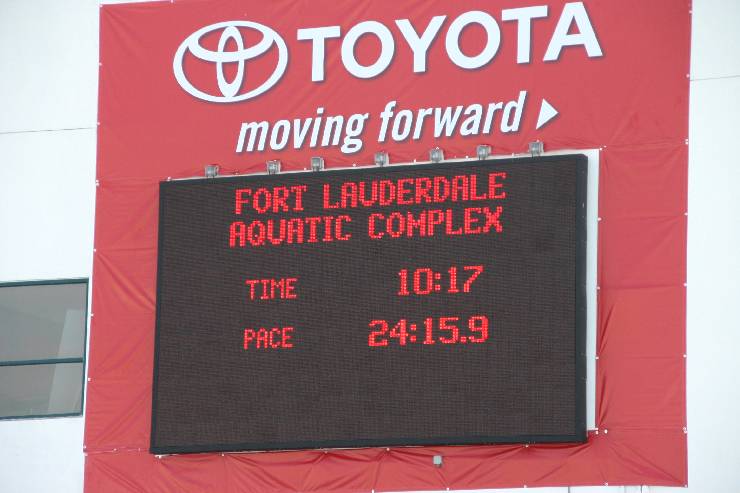 TOYOTA
moving forward
FORT LAUDERDALE
AQUATIC COMPLEX
TIME 10:17
PACE 24:15.9